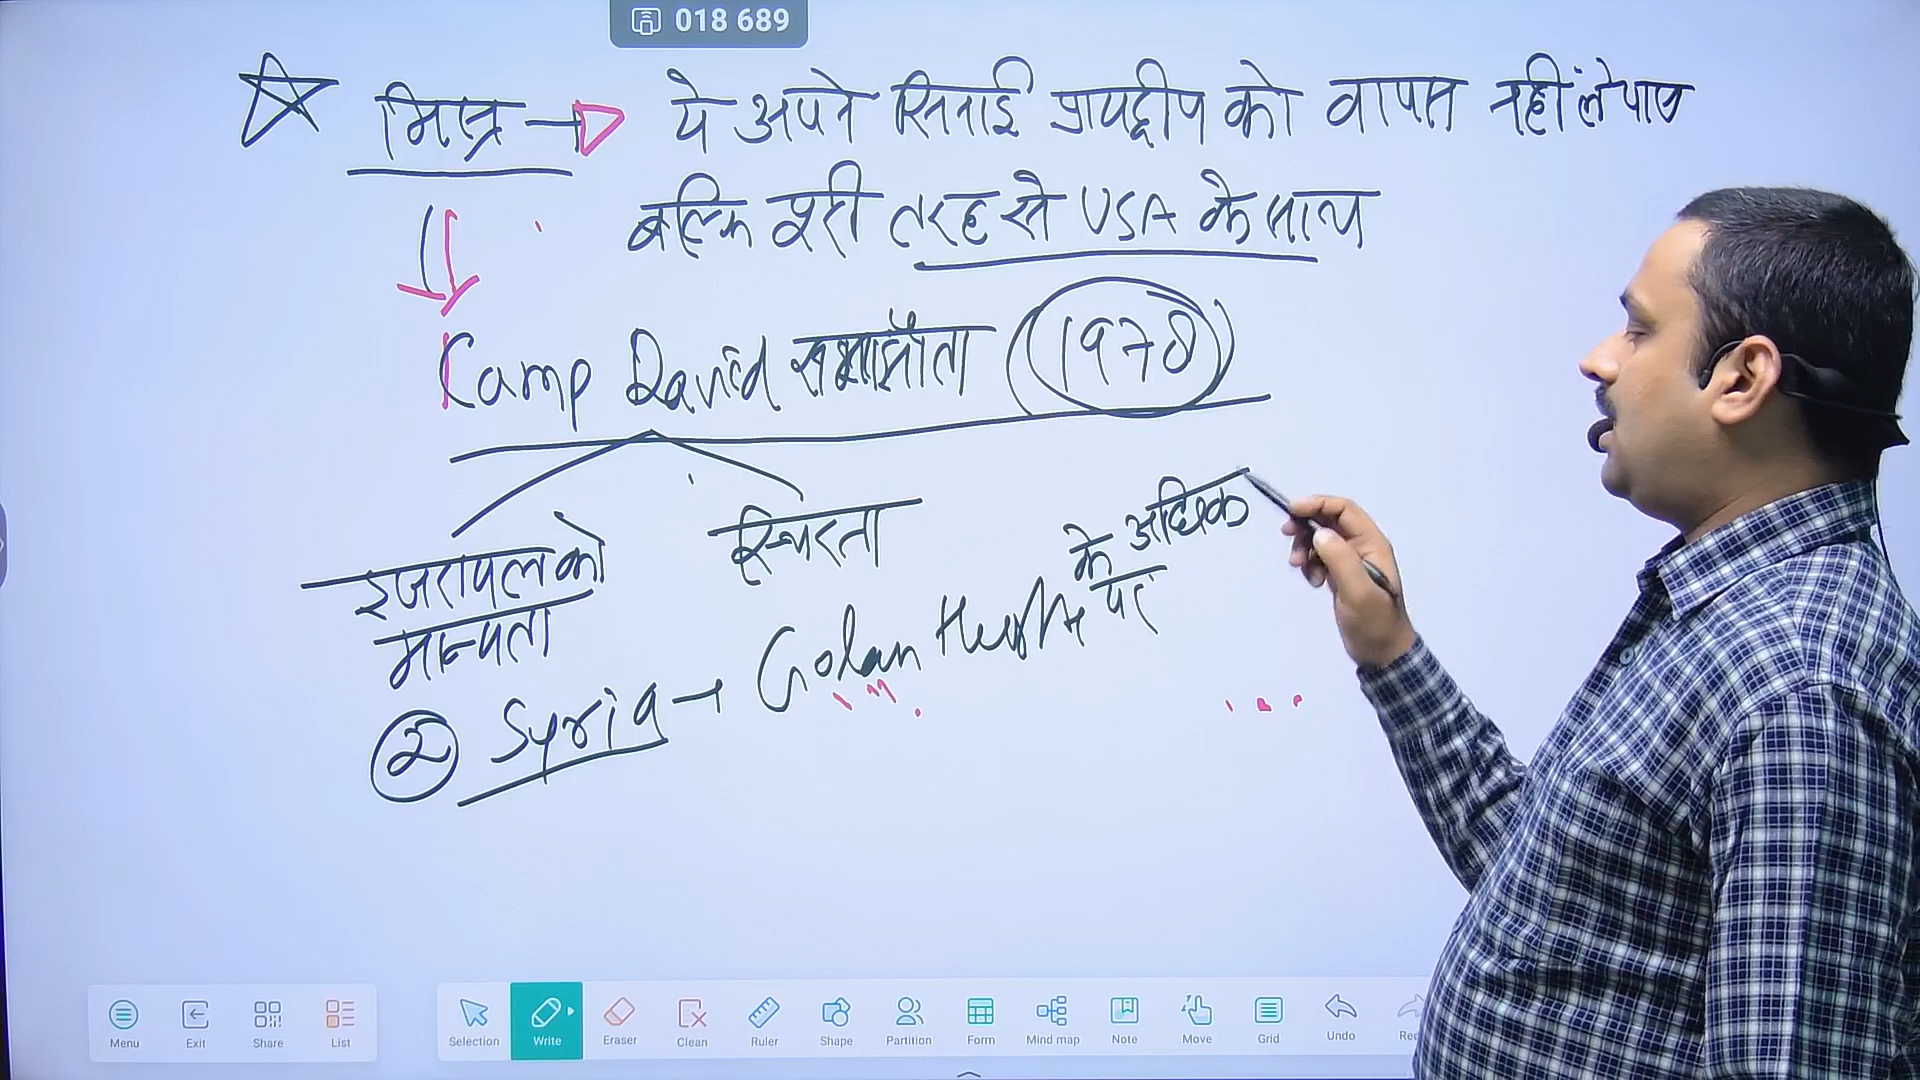 018 689
मिस्र → ये अपने सिनाई प्रायद्वीप को वापस नहीं ले पाए
बल्कि पूरी तरह से USA के साथ
Camp David समझौता (1978)
इजरायल को
मान्यता
स्थिरता
② Syria → Golan
के अधिक
पर
Menu
Exit
Share
List
Selection
Write
Eraser
Clean
Ruler
Shape
Partition
Form
Mind map
Note
Move
Grid
Undo